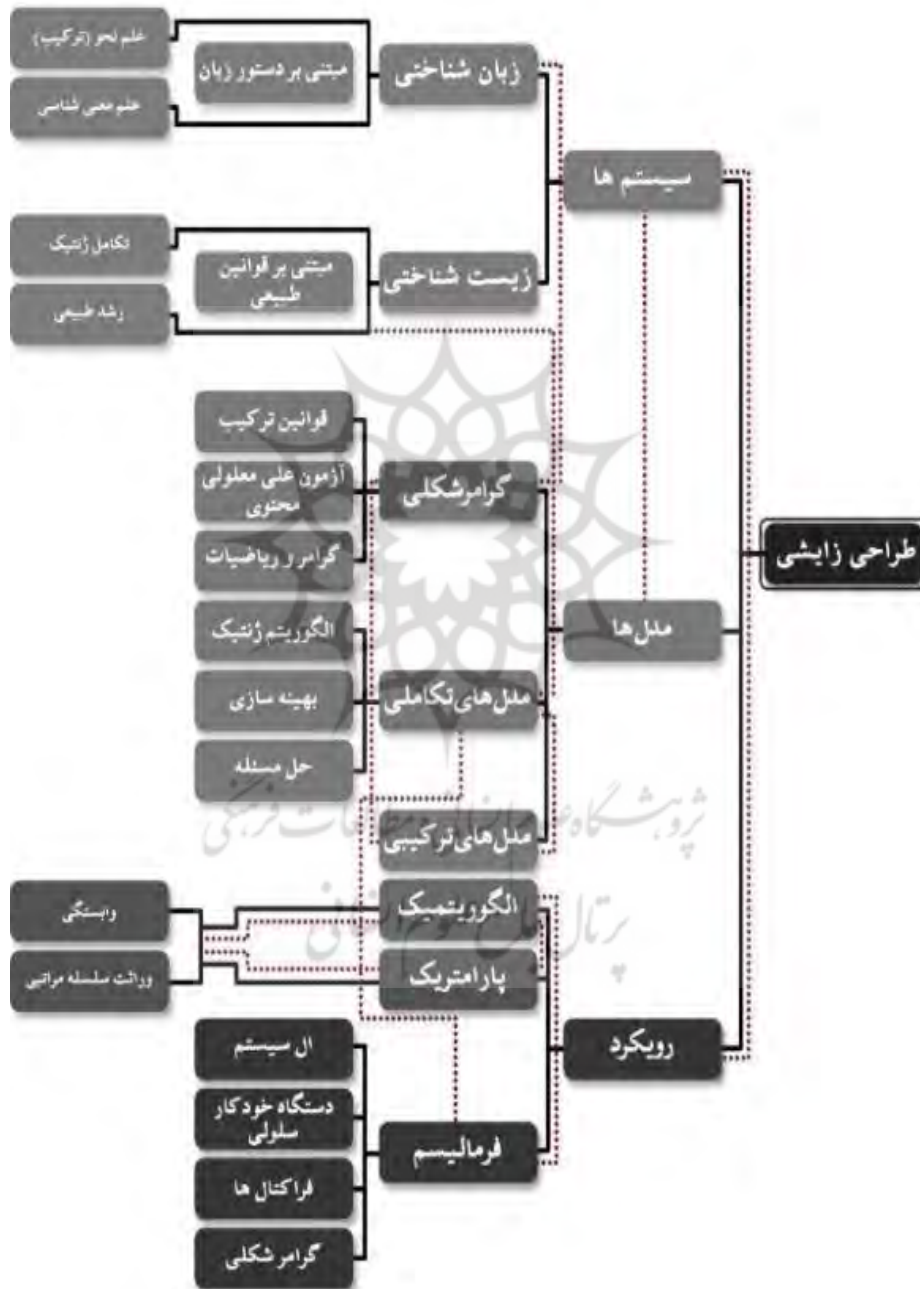 طراحی زایشی
سیستم ها
زبان شناختی
مبتنی بر دستور زبان
علم نحو (ترکیب)
علم معنی شناسی
زیست شناختی
مبتنی بر قوانین
طبیعی
تکامل ژنتیک
رشد طبیعی
مدل‌ها
گرامرشکلی
قوانین ترکیب
آزمون علی معلولی
محتوی
گرامر و ریاضیات
مدل‌های تکاملی
الگوریتم ژنتیک
بهینه سازی
حل مسئله
مدل‌های ترکیبی
رویکرد
الگوریتمیک
پارامتریک
وابستگی
وراثت سلسله مراتبی
فرمالیسم
ال سیستم
دستگاه خودکار
سلولی
فراکتال ها
گرامر شکلی
پژوهشگاه علوم انسانی و مطالعات فرهنگی
پرتال جامع علوم انسانی